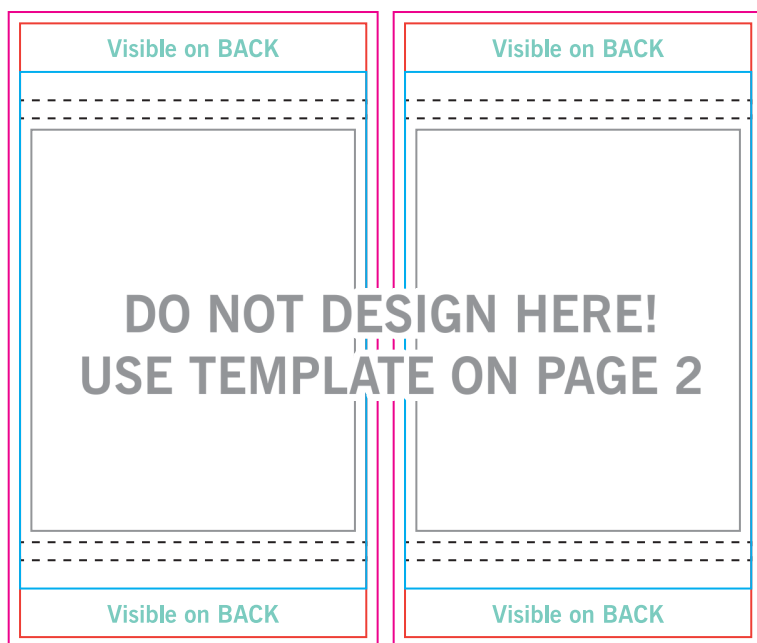 Visible on BACK
Visible on BACK
DO NOT DESIGN HERE!
USE TEMPLATE ON PAGE 2
Visible on BACK
Visible on BACK